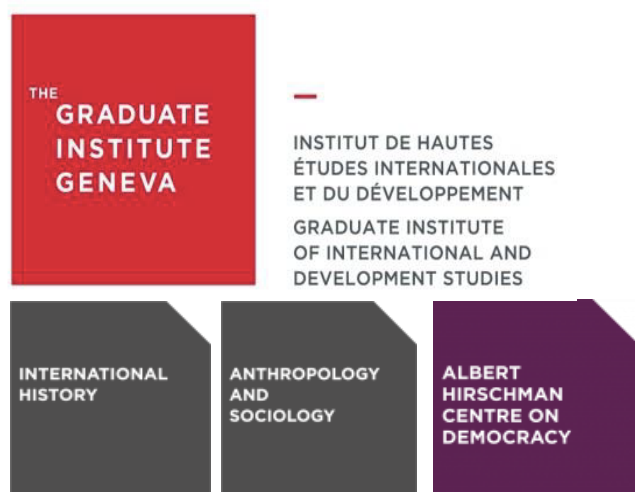 THE
GRADUATE
INSTITUTE
GENEVA
INSTITUT DE HAUTES
ÉTUDES INTERNATIONALES
ET DU DÉVELOPPEMENT
GRADUATE INSTITUTE
OF INTERNATIONAL AND
DEVELOPMENT STUDIES
INTERNATIONAL
HISTORY
ANTHROPOLOGY
AND
SOCIOLOGY
ALBERT
HIRSCHMAN
CENTRE ON
DEMOCRACY